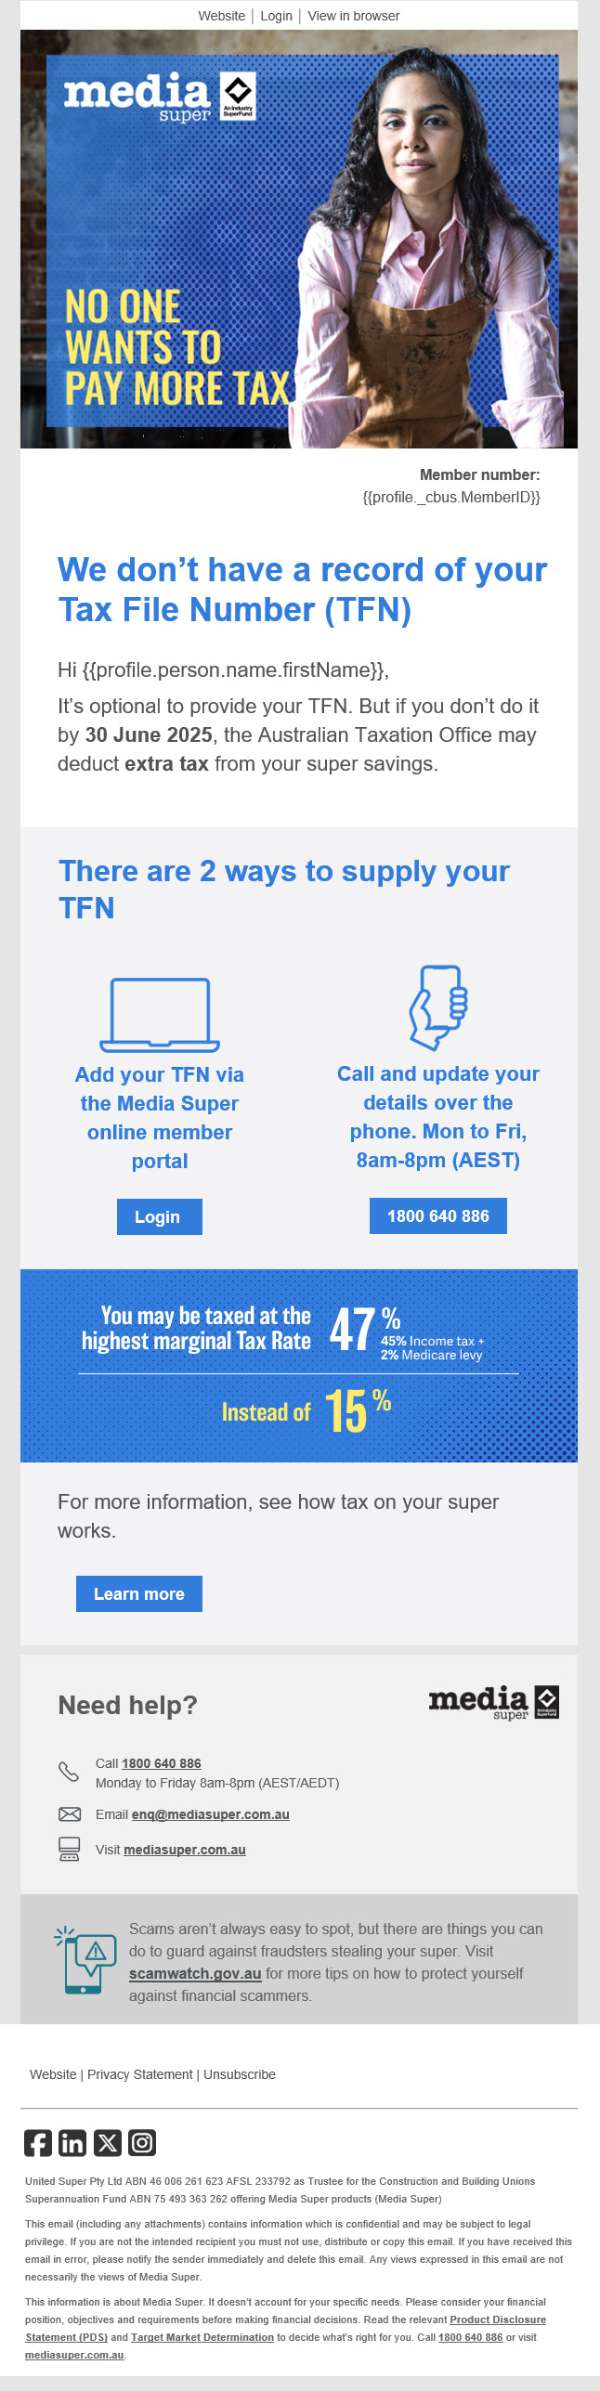 Website | Login | View in browser
media
super
An Industry
SuperFund
NO ONE
WANTS TO
PAY MORE TAX
Member number:
{{profile._cbus.MemberID}}
We don't have a record of your
Tax File Number (TFN)
Hi {{profile.person.name.firstName}},
It's optional to provide your TFN. But if you don't do it
by 30 June 2025, the Australian Taxation Office may
deduct extra tax from your super savings.
There are 2 ways to supply your
TFN
Add your TFN via
the Media Super
online member
portal
Login
Call and update your
details over the
phone. Mon to Fri,
8am-8pm (AEST)
1800 640 886
You may be taxed at the
highest marginal Tax Rate
47%
45% Income tax +
2% Medicare levy
Instead of 15%
For more information, see how tax on your super
works.
Learn more
Need help?
media
super
An Industry
SuperFund
Call 1800 640 886
Monday to Friday 8am-8pm (AEST/AEDT)
Email enq@mediasuper.com.au
Visit mediasuper.com.au
Scams aren't always easy to spot, but there are things you can
do to guard against fraudsters stealing your super. Visit
scamwatch.gov.au for more tips on how to protect yourself
against financial scammers.
Website | Privacy Statement | Unsubscribe
United Super Pty Ltd ABN 46 006 261 623 AFSL 233792 as Trustee for the Construction and Building Unions
Superannuation Fund ABN 75 493 363 262 offering Media Super products (Media Super)
This email (including any attachments) contains information which is confidential and may be subject to legal
privilege. If you are not the intended recipient you must not use, distribute or copy this email. If you have received this
email in error, please notify the sender immediately and delete this email. Any views expressed in this email are not
necessarily the views of Media Super.
This information is about Media Super. It doesn't account for your specific needs. Please consider your financial
position, objectives and requirements before making financial decisions. Read the relevant Product Disclosure
Statement (PDS) and Target Market Determination to decide what's right for you. Call 1800 640 886 or visit
mediasuper.com.au.